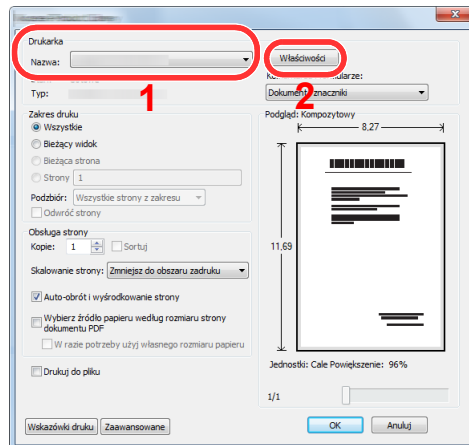 Drukarka
Nazwa:
Właściwości
Typ:
1
2
Dokument i znaczniki
Zakres druku
Wszystkie
Bieżący widok
Bieżąca strona
Strony 1
Podzbiór: Wszystkie strony z zakresu
Odwróć strony
Obsługa strony
Kopie: 1 Sortuj
Skalowanie strony: Zmniejsz do obszaru zadruku
Auto-obrót i wyśrodkowanie strony
Wybierz źródło papieru według rozmiaru strony
dokumentu PDF
W razie potrzeby użyj własnego rozmiaru papieru
Drukuj do pliku
Podgląd: Kompozytowy
8,27
11,69
Jednostki: Cale Powiększenie: 96%
1/1
Wskazówki druku Zaawansowane
OK Anuluj